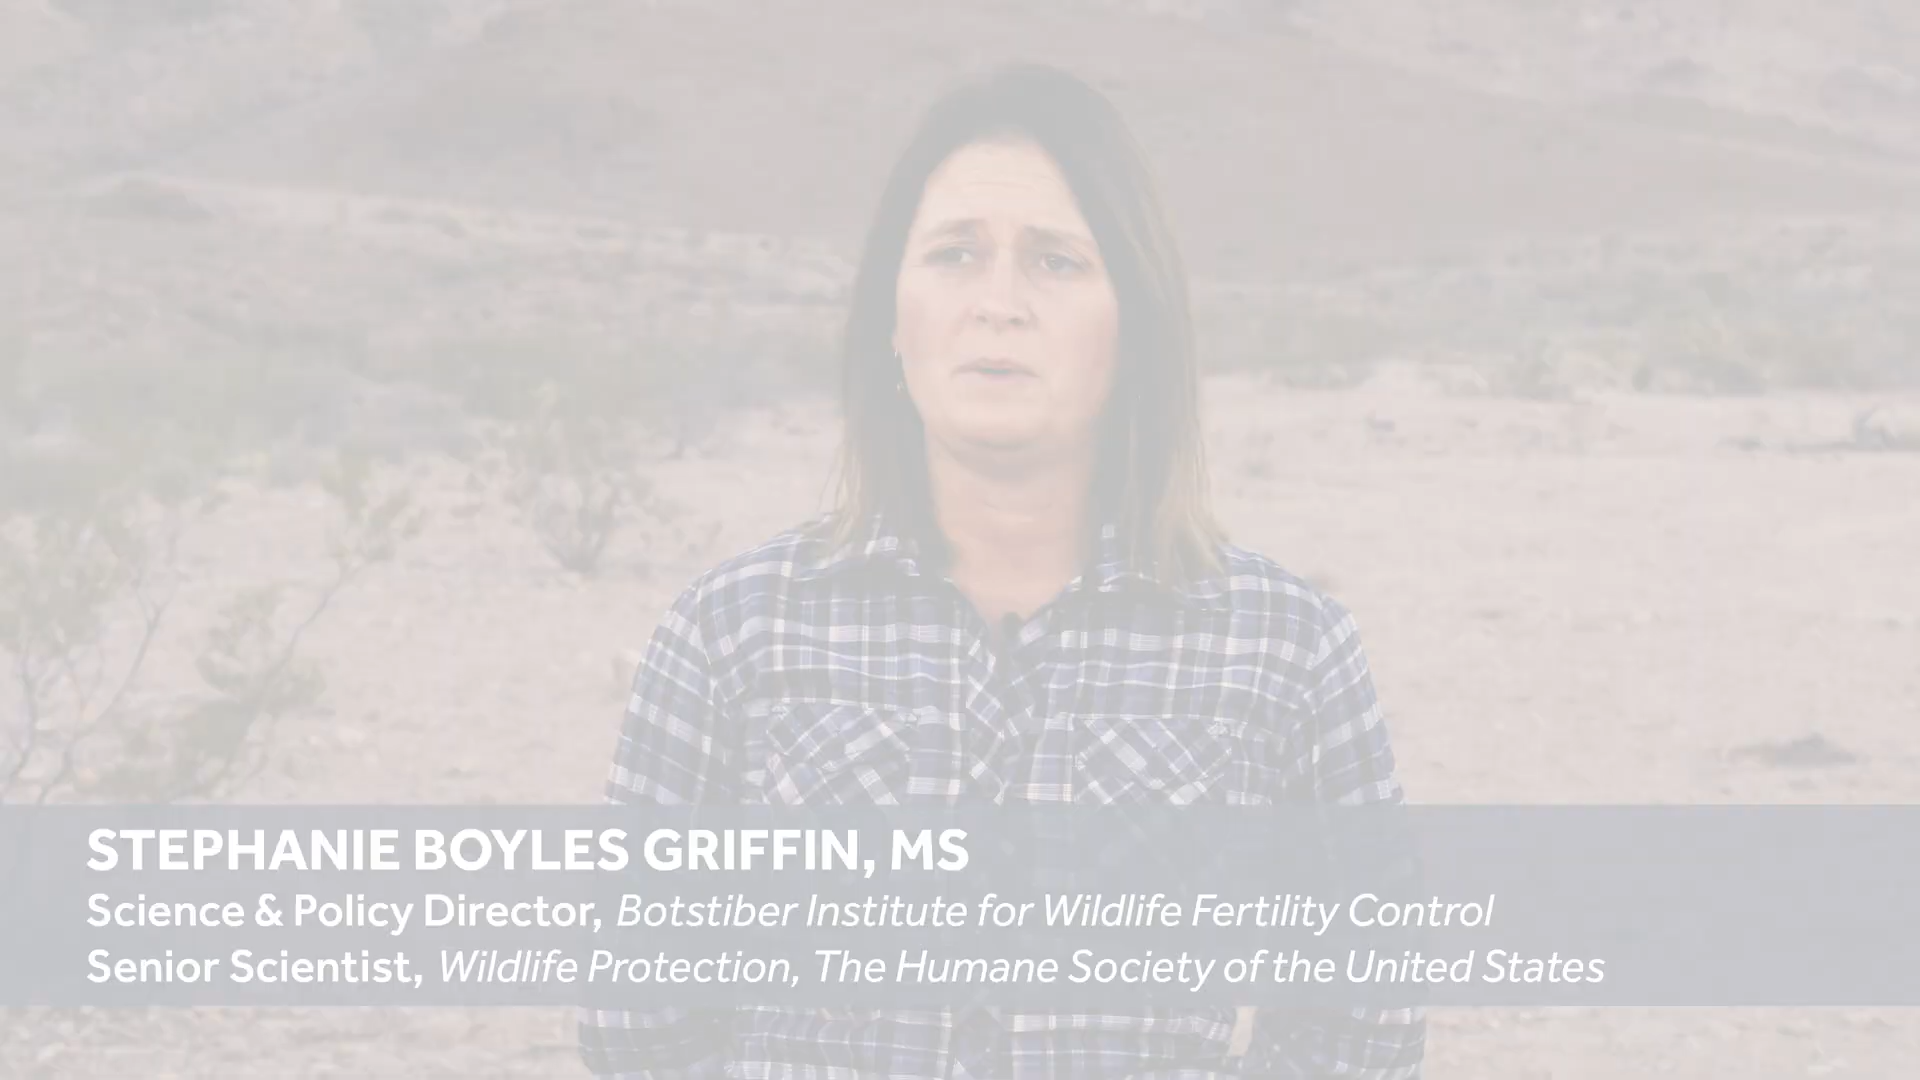 STEPHANIE BOYLES GRIFFIN, MS
Science & Policy Director, Botstiber Institute for Wildlife Fertility Control
Senior Scientist, Wildlife Protection, The Humane Society of the United States